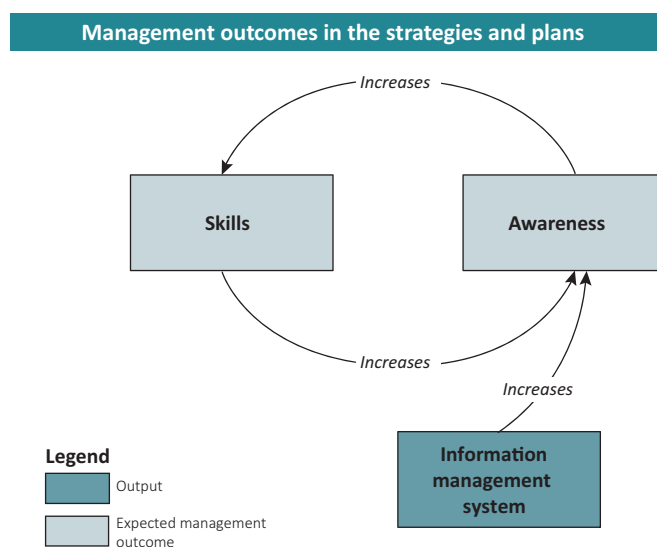 Management outcomes in the strategies and plans
Increases
Skills
Awareness
Increases
Increases
Information
management
system
Legend
Output
Expected management
outcome